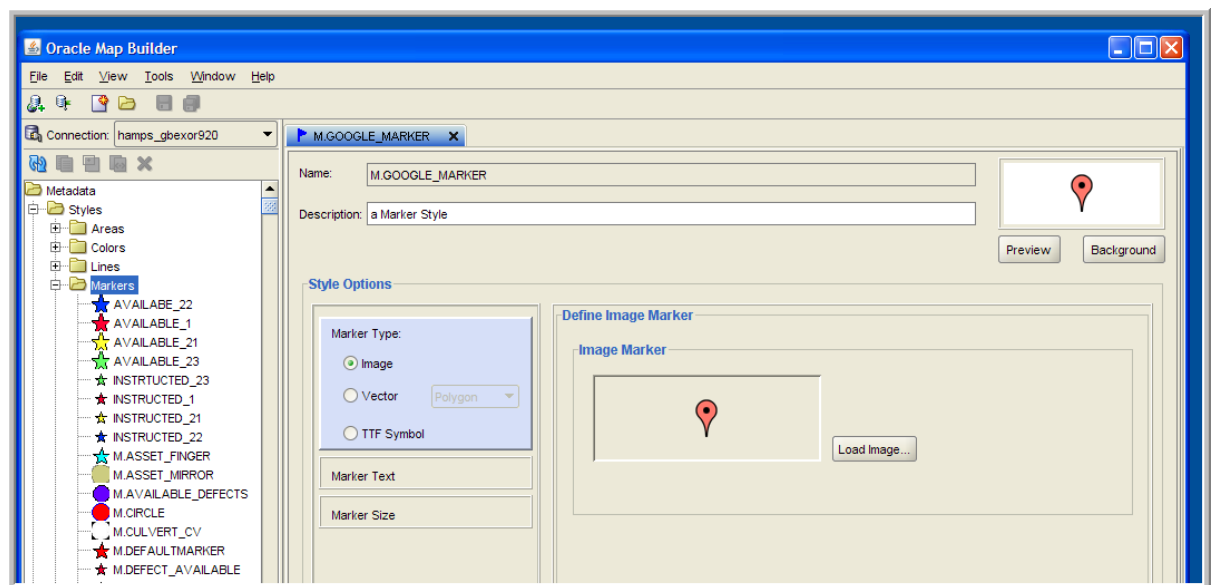 Oracle Map Builder
File Edit View Tools Window Help
Connection: hamps_gbexor920
M.GOOGLE_MARKER
Metadata
Styles
Areas
Colors
Lines
Markers
AVAILABE_22
AVAILABLE_1
AVAILABLE_21
AVAILABLE_23
INSTRTUCTED_23
INSTRUCTED_1
INSTRUCTED_21
INSTRUCTED_22
M.ASSET_FINGER
M.ASSET_MIRROR
M.AVAILABLE_DEFECTS
M.CIRCLE
M.CULVERT_CV
M.DEFAULTMARKER
M.DEFECT_AVAILABLE
Name: M.GOOGLE_MARKER
Description: a Marker Style
Preview Background
Style Options
Marker Type:
Image
Vector Polygon
TTF Symbol
Marker Text
Marker Size
Define Image Marker
Image Marker
Load Image...